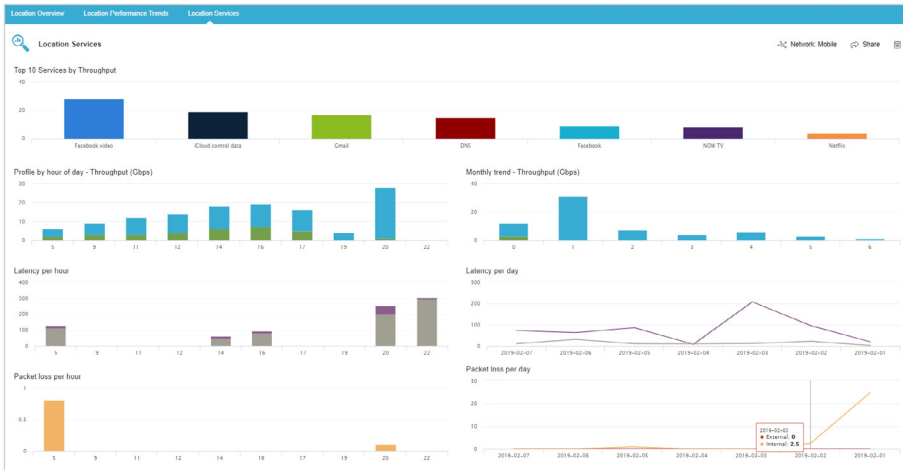 Location Overview Location Performance Trends Location Services
Location Services Network: Mobile Share
Top 10 Services by Throughput
40
20
0
Facebook video iCloud control data Gmail DNS Facebook NOW TV Netflix
Profile by hour of day - Throughput (Gbps)
30
20
10
0
5 9 11 12 14 16 17 19 20 22
Monthly trend - Throughput (Gbps)
40
20
0
0 1 2 3 4 5 6
Latency per hour
400
300
200
100
0
5 9 11 12 14 16 17 19 20 22
Latency per day
300
200
100
0
2019-02-07 2019-02-06 2019-02-05 2019-02-04 2019-02-03 2019-02-02 2019-02-01
Packet loss per hour
1
0.5
0
5 9 11 12 14 16 17 19 20 22
Packet loss per day
30
20
10
0
2019-02-02
External: 0
Internal: 2.5
2019-02-07 2019-02-06 2019-02-05 2019-02-04 2019-02-03 2019-02-02 2019-02-01